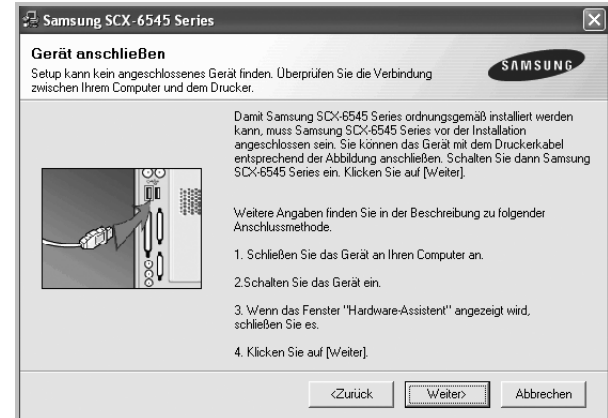 Samsung SCX-6545 Series
Gerät anschließen
Setup kann kein angeschlossenes Gerät finden. Überprüfen Sie die Verbindung
zwischen Ihrem Computer und dem Drucker.
SAMSUNG
Damit Samsung SCX-6545 Series ordnungsgemäß installiert werden
kann, muss Samsung SCX-6545 Series vor der Installation
angeschlossen sein. Sie können das Gerät mit dem Druckerkabel
entsprechend der Abbildung anschließen. Schalten Sie dann Samsung
SCX-6545 Series ein. Klicken Sie auf [Weiter].
Weitere Angaben finden Sie in der Beschreibung zu folgender
Anschlussmethode.
1. Schließen Sie das Gerät an Ihren Computer an.
2.Schalten Sie das Gerät ein.
3. Wenn das Fenster "Hardware-Assistent" angezeigt wird,
schließen Sie es.
4. Klicken Sie auf [Weiter].
<Zurück
Weiter>
Abbrechen